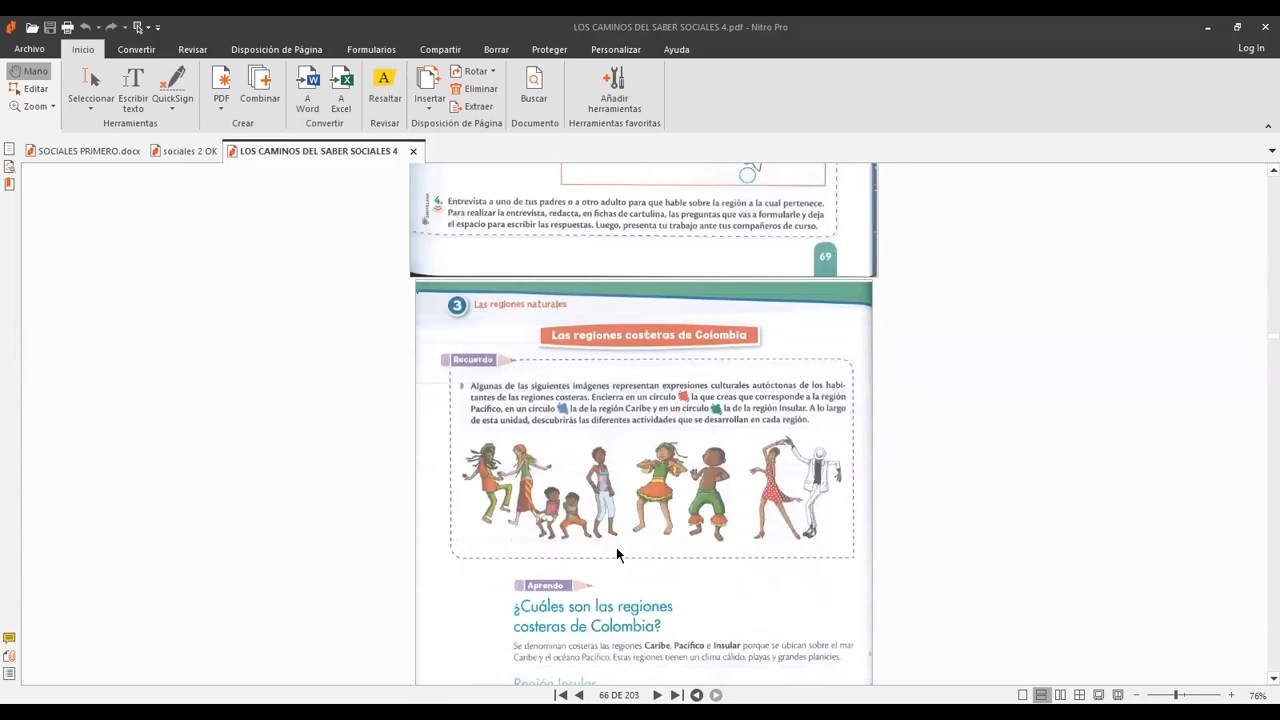 LOS CAMINOS DEL SABER SOCIALES 4.pdf - Nitro Pro
Archivo Inicio Convertir Revisar Disposición de Página Formularios Compartir Borrar Proteger Personalizar Ayuda Log In
Mano
Editar
Zoom
Seleccionar
Escribir texto
QuickSign
PDF
Combinar
A Word
A Excel
Resaltar
Insertar
Rotar
Eliminar
Extraer
Buscar
Añadir herramientas
Herramientas Crear Convertir Revisar Disposición de Página Documento Herramientas favoritas
SOCIALES PRIMERO.docx sociales 2 OK LOS CAMINOS DEL SABER SOCIALES 4
4. Entrevista a uno de tus padres o a otro adulto para que hable sobre la región a la cual pertenece.
Para realizar la entrevista, redacta, en fichas de cartulina, las preguntas que vas a formularle y deja
el espacio para escribir las respuestas. Luego, presenta tu trabajo ante tus compañeros de curso.
69
3 Las regiones naturales
Las regiones costeras de Colombia
Recuerdo
Algunas de las siguientes imágenes representan expresiones culturales autóctonas de los habi-
tantes de las regiones costeras. Encierra en un círculo la que creas que corresponde a la región
Pacífico, en un círculo la de la región Caribe y en un círculo la de la región Insular. A lo largo
de esta unidad, descubrirás las diferentes actividades que se desarrollan en cada región.
Aprendo
¿Cuáles son las regiones
costeras de Colombia?
Se denominan costeras las regiones Caribe, Pacífico e Insular porque se ubican sobre el mar
Caribe y el océano Pacífico. Estas regiones tienen un clima cálido, playas y grandes planicies.
Región Insular
66 DE 203
76%